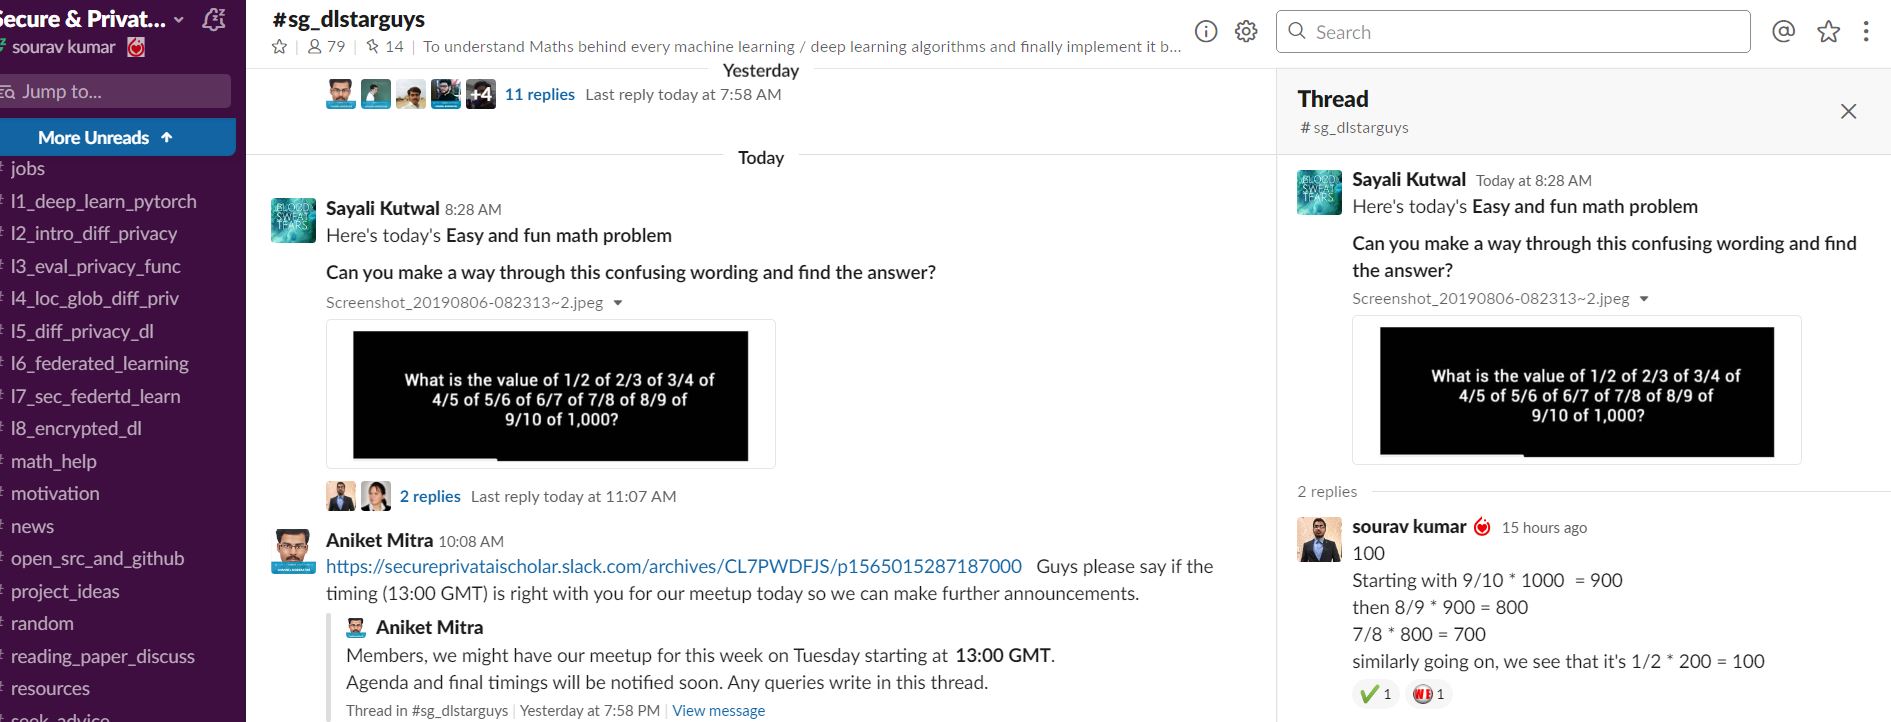 Secure & Privat...
sourav kumar
Jump to...
More Unreads ↑
jobs
# l1_deep_learn_pytorch
# l2_intro_diff_privacy
# l3_eval_privacy_func
# l4_loc_glob_diff_priv
# l5_diff_privacy_dl
# l6_federated_learning
# l7_sec_federtd_learn
# l8_encrypted_dl
# math_help
# motivation
# news
# open_src_and_github
# project_ideas
# random
# reading_paper_discuss
# resources
seek_advice
#sg_dlstarguys
79 | 14 | To understand Maths behind every machine learning / deep learning algorithms and finally implement it b...
Search
Yesterday
+4 11 replies Last reply today at 7:58 AM
Today
BLOOD
SWEAT
TEARS
Sayali Kutwal 8:28 AM
Here's today's Easy and fun math problem
Can you make a way through this confusing wording and find the answer?
Screenshot_20190806-082313~2.jpeg
What is the value of 1/2 of 2/3 of 3/4 of
4/5 of 5/6 of 6/7 of 7/8 of 8/9 of
9/10 of 1,000?
2 replies Last reply today at 11:07 AM
Aniket Mitra 10:08 AM
https://secureprivataischolar.slack.com/archives/CL7PWDFJS/p1565015287187000 Guys please say if the
timing (13:00 GMT) is right with you for our meetup today so we can make further announcements.
Aniket Mitra
Members, we might have our meetup for this week on Tuesday starting at 13:00 GMT.
Agenda and final timings will be notified soon. Any queries write in this thread.
Thread in #sg_dlstarguys | Yesterday at 7:58 PM | View message
Thread
# sg_dlstarguys
BLOOD
SWEAT
TEARS
Sayali Kutwal Today at 8:28 AM
Here's today's Easy and fun math problem
Can you make a way through this confusing wording and find
the answer?
Screenshot_20190806-082313~2.jpeg
What is the value of 1/2 of 2/3 of 3/4 of
4/5 of 5/6 of 6/7 of 7/8 of 8/9 of
9/10 of 1,000?
2 replies
sourav kumar 15 hours ago
100
Starting with 9/10 * 1000 = 900
then 8/9 * 900 = 800
7/8 * 800 = 700
similarly going on, we see that it's 1/2 * 200 = 100
1 1